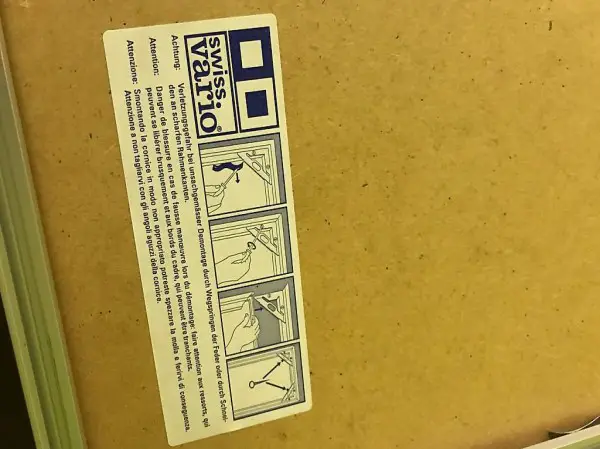 swiss
vario®
Achtung: Verletzungsgefahr bei unsachgemässer Demontage durch Wegspringen der Feder oder durch Schnei-
den an scharfen Rahmenkanten.
Attention: Danger de blessure en cas de fausse manœuvre lors du démontage: faire attention aux ressorts, qui
peuvent se libérer brusquement et aux bords du cadre, qui peuvent être tranchants.
Attenzione: Smontando la cornice in modo non appropriato potreste spezzare la molla e ferirvi di conseguenza.
Attenzione a non tagliarvi con gli angoli aguzzi della cornice.